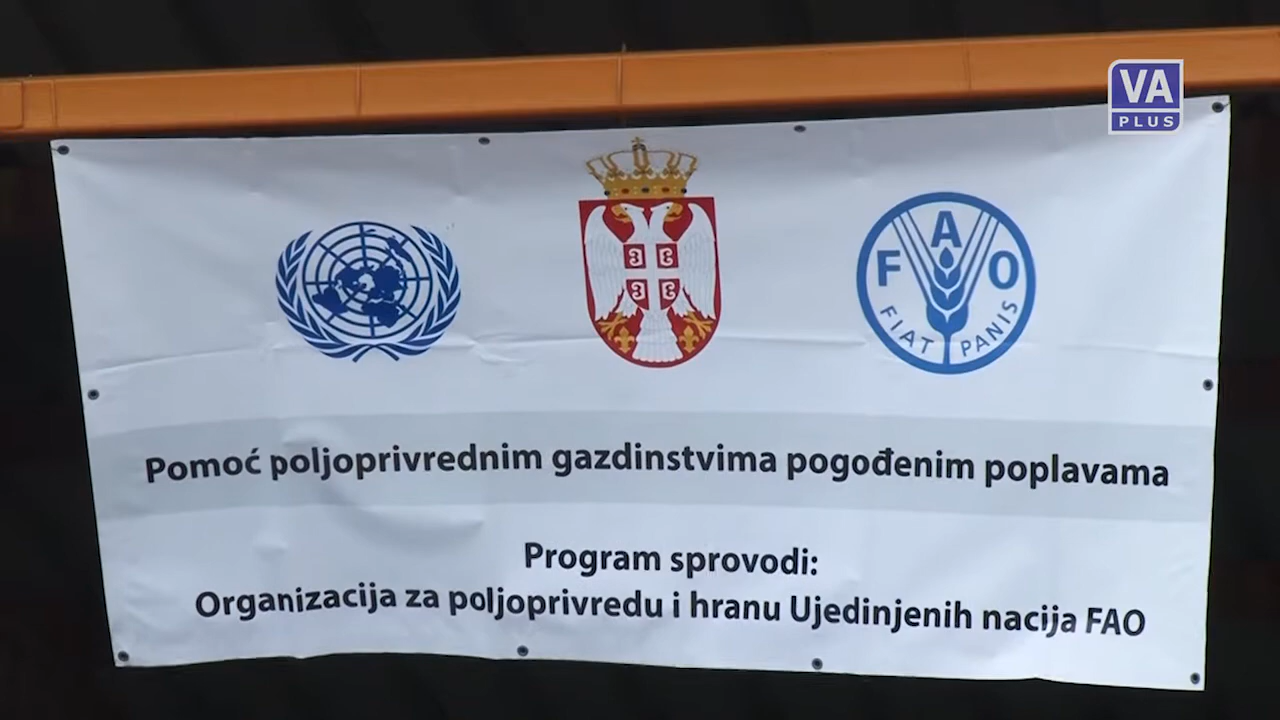 VA
PLUS
F A O
FIAT PANIS
Pomoć poljoprivrednim gazdinstvima pogođenim poplavama
Program sprovodi:
Organizacija za poljoprivredu i hranu Ujedinjenih nacija FAO